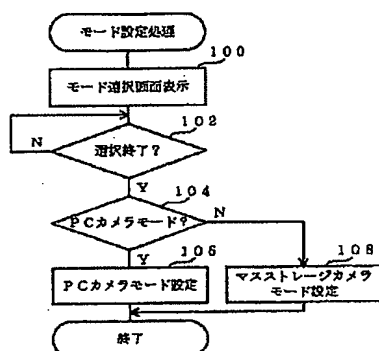 モード設定処理
100
モード選択画面表示
102
N
選択終了?
Y
104
PCカメラモード?
N
Y
106
108
PCカメラモード設定
マスストレージカメラ
モード設定
終了